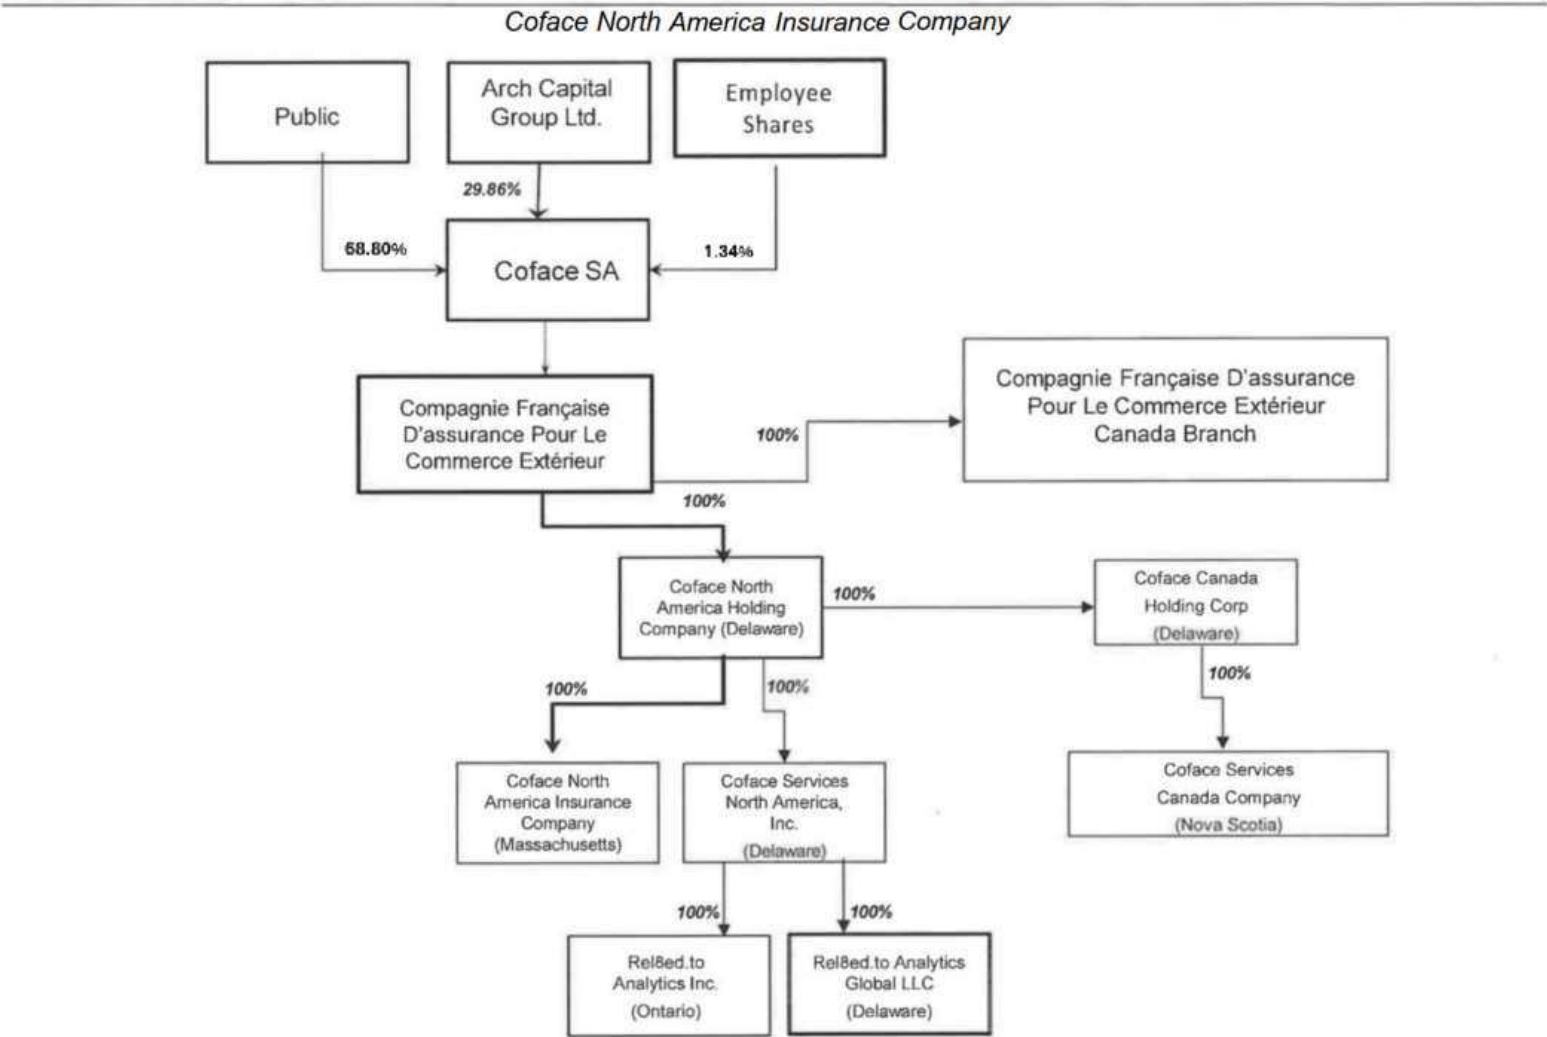 Coface North America Insurance Company
Public
Arch Capital
Group Ltd.
Employee
Shares
29.86%
68.80%
1.34%
Coface SA
Compagnie Française
D'assurance Pour Le
Commerce Extérieur
100%
Compagnie Française D'assurance
Pour Le Commerce Extérieur
Canada Branch
100%
Coface North
America Holding
Company (Delaware)
100%
Coface Canada
Holding Corp
(Delaware)
100%
100%
100%
Coface North
America Insurance
Company
(Massachusetts)
Coface Services
North America,
Inc.
(Delaware)
Coface Services
Canada Company
(Nova Scotia)
100%
100%
Rel8ed.to
Analytics Inc.
(Ontario)
Rel8ed.to Analytics
Global LLC
(Delaware)